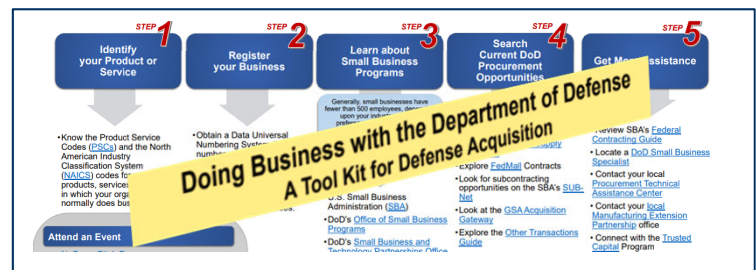 STEP 1
Identify
your Product or
Service
STEP 2
Register
your Business
STEP 3
Learn about
Small Business
Programs
STEP 4
Search
Current DoD
Procurement
Opportunities
STEP 5
Get Assistance
•Know the Product Service
Codes (PSCs) and the North
American Industry
Classification System
(NAICS) codes
products, services
in which your
normally does
Attend an Event
•Obtain a Data Universal
Numbering System
Generally, small businesses have
fewer than 500 employees,
upon your
U.S. Small Business
Administration (SBA)
•DoD's Office of Small Business
Programs
•DoD's Small Business and
Technology Partnerships Office
Explore FedMall Contracts
•Look for subcontracting
opportunities on the SBA's SUB-
Net
•Look at the GSA Acquisition
Gateway
•Explore the Other Transactions
Guide
Review SBA's Federal
Contracting Guide
•Locate a DoD Small Business
Specialist
•Contact your local
Procurement Technical
Assistance Center
•Contact your local
Manufacturing Extension
Partnership office
•Connect with the Trusted
Capital Program
Doing Business with the Department of Defense
A Tool Kit for Defense Acquisition